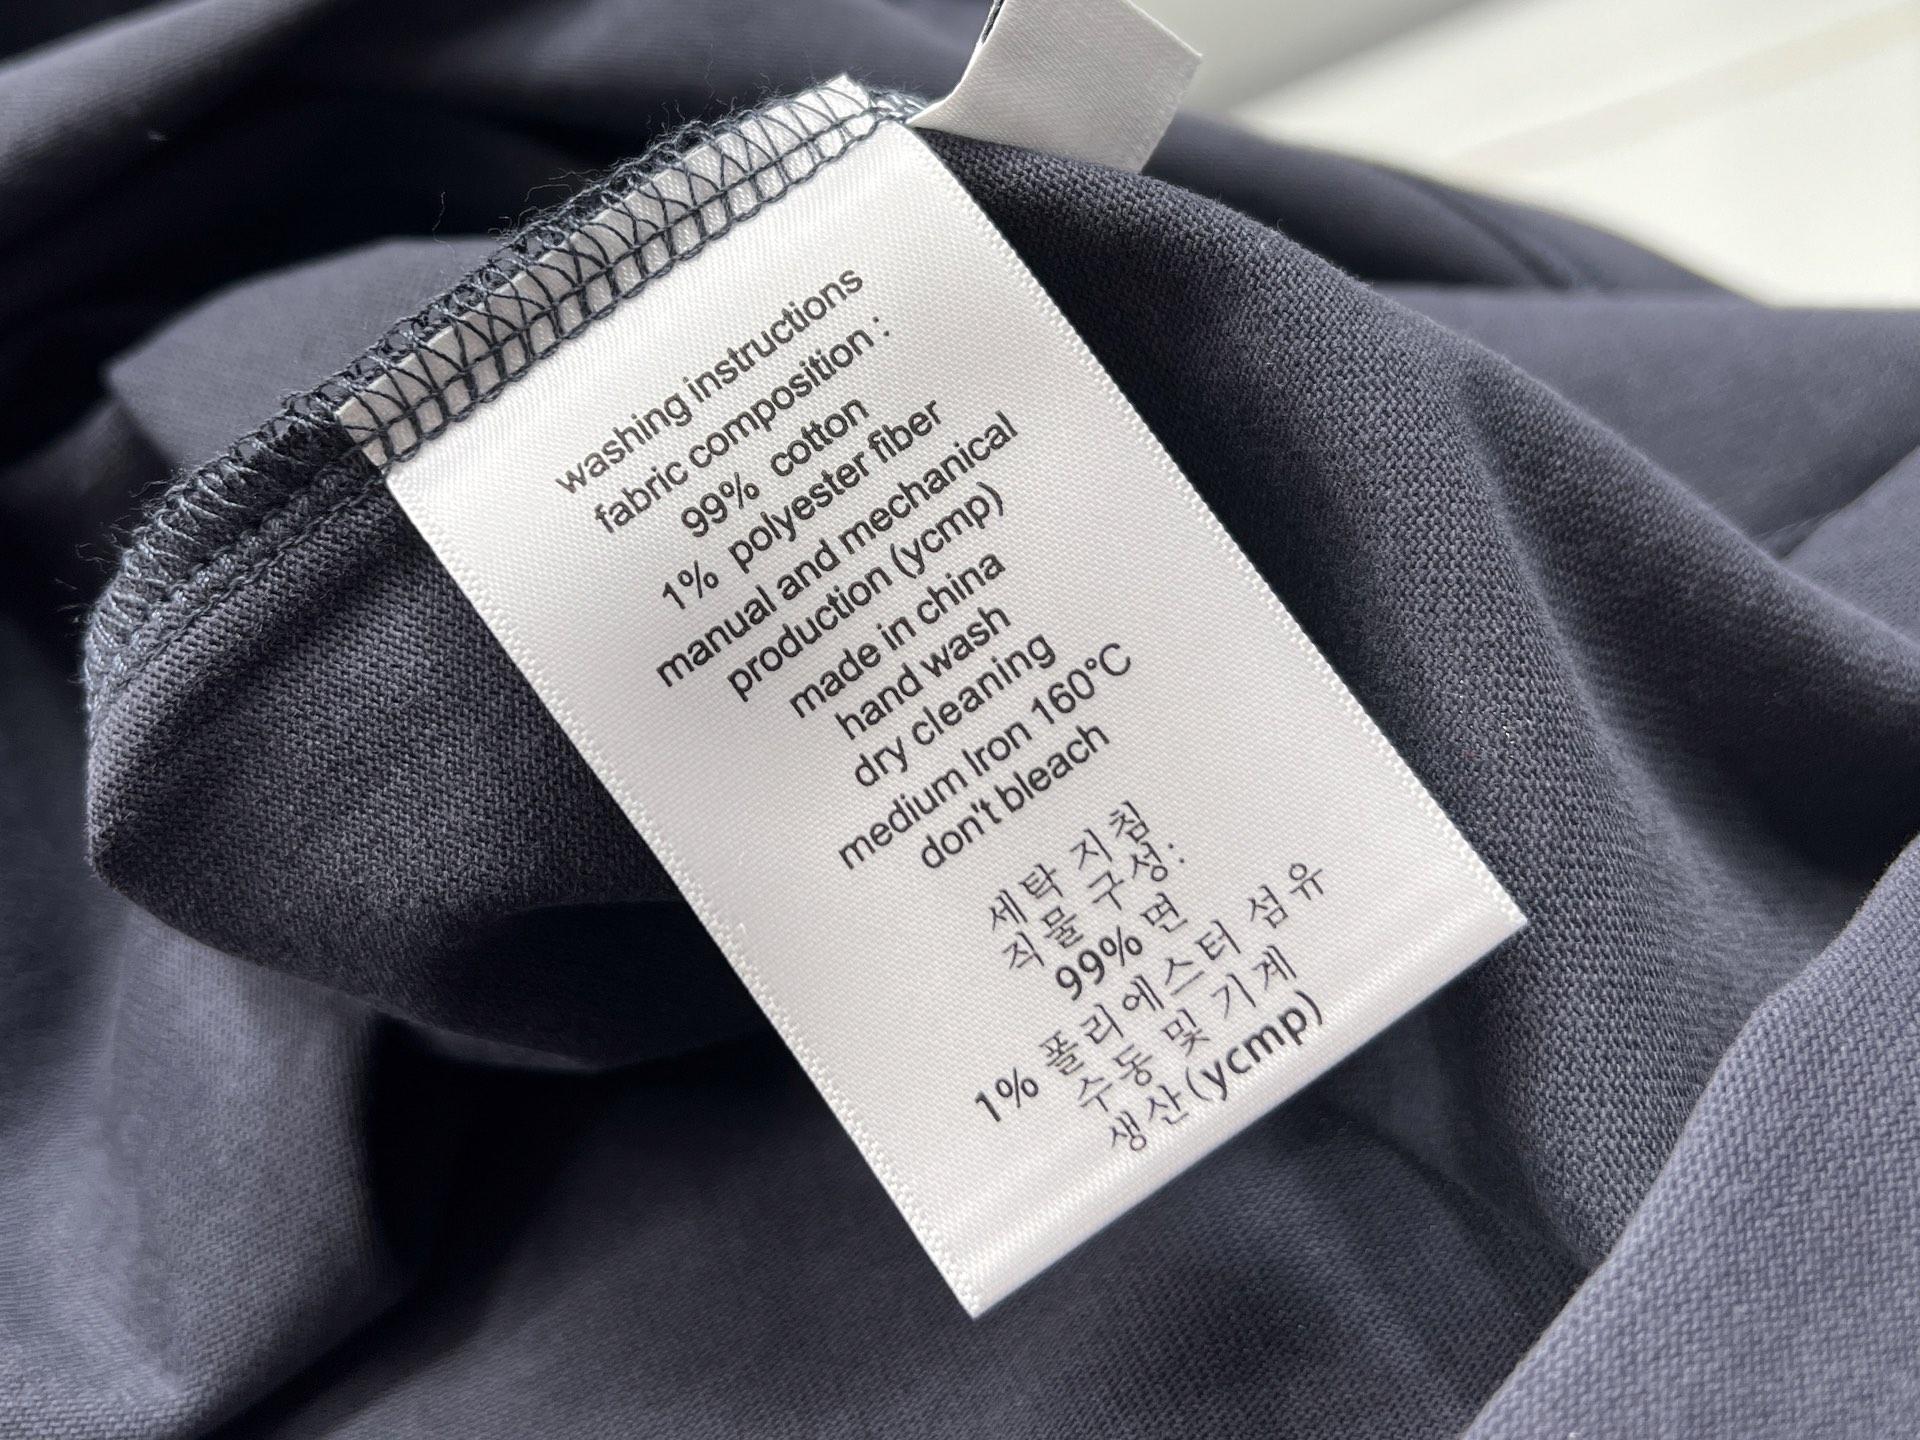 washing instructions
fabric composition :
99% cotton
1% polyester fiber
manual and mechanical
production (ycmp)
made in china
hand wash
dry cleaning
medium Iron 160°C
don't bleach
세탁 지침
직물 구성:
99% 면
1% 폴리에스터 섬유
수동 및 기계
생산(ycmp)